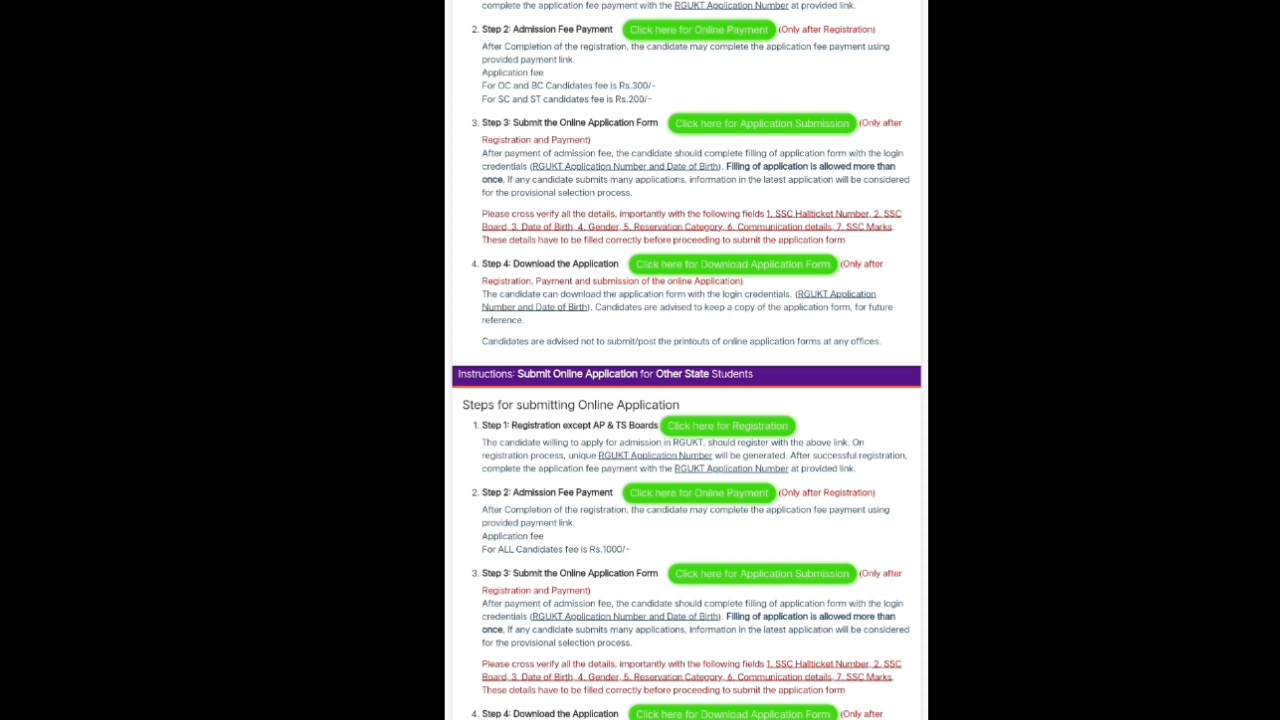 complete the application fee payment with the RGUKT Application Number at provided link.
2. Step 2: Admission Fee Payment Click here for Online Payment (Only after Registration)
After Completion of the registration, the candidate may complete the application fee payment using
provided payment link.
Application fee
For OC and BC Candidates fee is Rs.300/-
For SC and ST candidates fee is Rs.200/-
3. Step 3: Submit the Online Application Form Click here for Application Submission (Only after
Registration and Payment)
After payment of admission fee, the candidate should complete filling of application form with the login
credentials (RGUKT Application Number and Date of Birth). Filling of application is allowed more than
once, If any candidate submits many applications, information in the latest application will be considered
for the provisional selection process.
Please cross verify all the details, importantly with the following fields 1. SSC Hallticket Number, 2. SSC
Board, 3. Date of Birth, 4. Gender, 5. Reservation Category, 6. Communication details, 7. SSC Marks.
These details have to be filled correctly before proceeding to submit the application form
4. Step 4: Download the Application Click here for Download Application Form (Only after
Registration, Payment and submission of the online Application)
The candidate can download the application form with the login credentials. (RGUKT Application
Number and Date of Birth). Candidates are advised to keep a copy of the application form, for future
reference.
Candidates are advised not to submit/post the printouts of online application forms at any offices.
Instructions: Submit Online Application for Other State Students
Steps for submitting Online Application
1. Step 1: Registration except AP & TS Boards Click here for Registration
The candidate willing to apply for admission in RGUKT, should register with the above link. On
registration process, unique RGUKT Application Number will be generated. After successful registration,
complete the application fee payment with the RGUKT Application Number at provided link.
2. Step 2: Admission Fee Payment Click here for Online Payment (Only after Registration)
After Completion of the registration, the candidate may complete the application fee payment using
provided payment link.
Application fee
For ALL Candidates fee is Rs.1000/-
3. Step 3: Submit the Online Application Form Click here for Application Submission (Only after
Registration and Payment)
After payment of admission fee, the candidate should complete filling of application form with the login
credentials (RGUKT Application Number and Date of Birth). Filling of application is allowed more than
once, If any candidate submits many applications, information in the latest application will be considered
for the provisional selection process.
Please cross verify all the details, importantly with the following fields 1. SSC Hallticket Number, 2. SSC
Board, 3. Date of Birth, 4. Gender, 5. Reservation Category, 6. Communication details, 7. SSC Marks.
These details have to be filled correctly before proceeding to submit the application form
4. Step 4: Download the Application Click here for Download Application Form (Only after